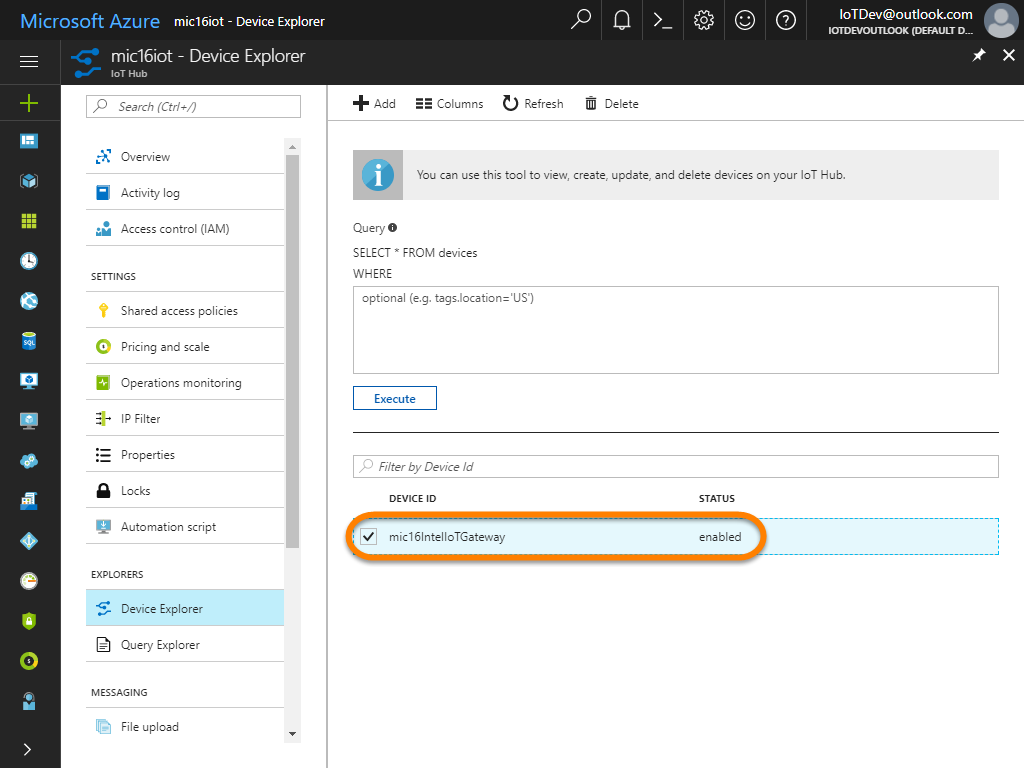 Microsoft Azure mic16iot - Device Explorer
IoTDev@outlook.com
IOTDEVOUTLOOK (DEFAULT D...
mic16iot - Device Explorer
IoT Hub
Search (Ctrl+/)
Overview
Activity log
Access control (IAM)
SETTINGS
Shared access policies
Pricing and scale
Operations monitoring
IP Filter
Properties
Locks
Automation script
EXPLORERS
Device Explorer
Query Explorer
MESSAGING
File upload
Add Columns Refresh Delete
You can use this tool to view, create, update, and delete devices on your IoT Hub.
Query
SELECT * FROM devices
WHERE
optional (e.g. tags.location='US')
Execute
Filter by Device Id
DEVICE ID STATUS
mic16IntelIoTGateway enabled
SQL